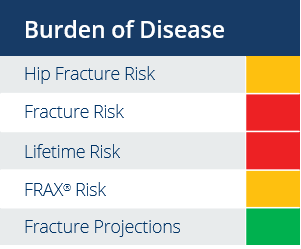 Burden of Disease
Hip Fracture Risk
Fracture Risk
Lifetime Risk
FRAX® Risk
Fracture Projections